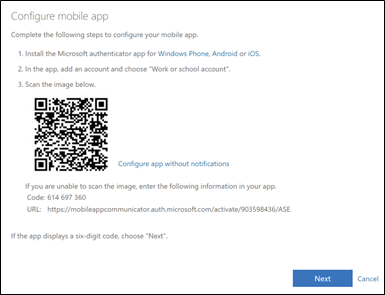 Configure mobile app
Complete the following steps to configure your mobile app.
1. Install the Microsoft authenticator app for Windows Phone, Android or iOS.
2. In the app, add an account and choose "Work or school account".
3. Scan the image below.
Configure app without notifications
If you are unable to scan the image, enter the following information in your app.
Code: 614 697 360
URL: https://mobileappcommunicator.auth.microsoft.com/activate/903598436/ASE
If the app displays a six-digit code, choose "Next".
Next
Cancel